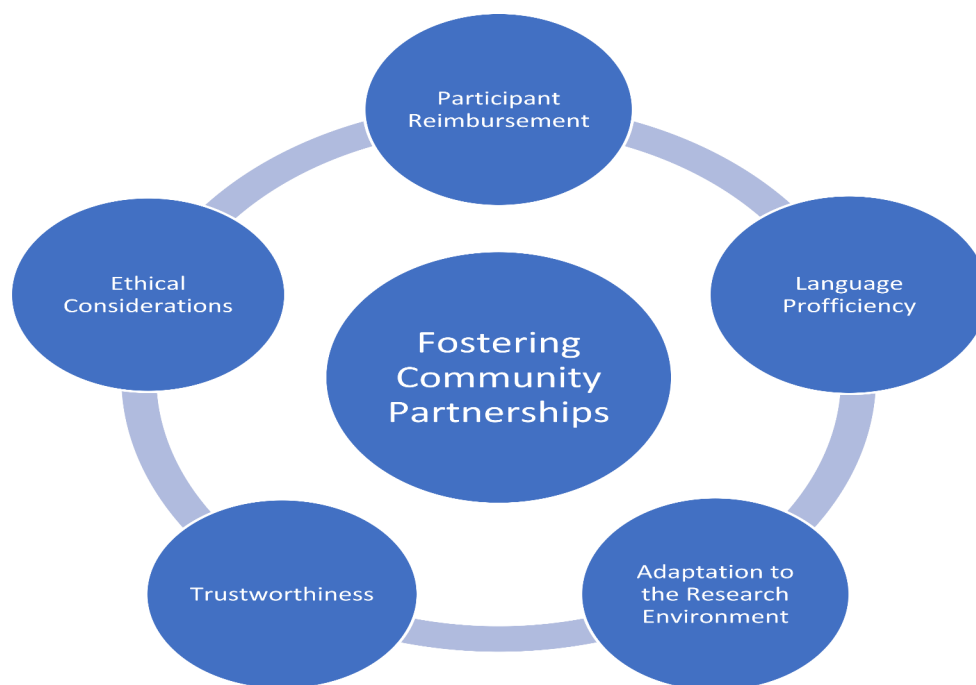 Participant
Reimbursement
Language
Profficiency
Adaptation to
the Research
Environment
Trustworthiness
Ethical
Considerations
Fostering
Community
Partnerships